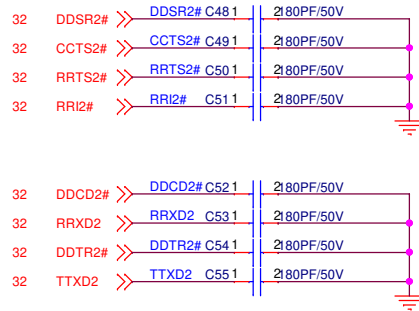 32 DDSR2# DDSR2# C48 1 2 180PF/50V
32 CCTS2# CCTS2# C49 1 2 180PF/50V
32 RRTS2# RRTS2# C50 1 2 180PF/50V
32 RRI2# RRI2# C51 1 2 180PF/50V
32 DDCD2# DDCD2# C52 1 2 180PF/50V
32 RRXD2 RRXD2 C53 1 2 180PF/50V
32 DDTR2# DDTR2# C54 1 2 180PF/50V
32 TTXD2 TTXD2 C55 1 2 180PF/50V